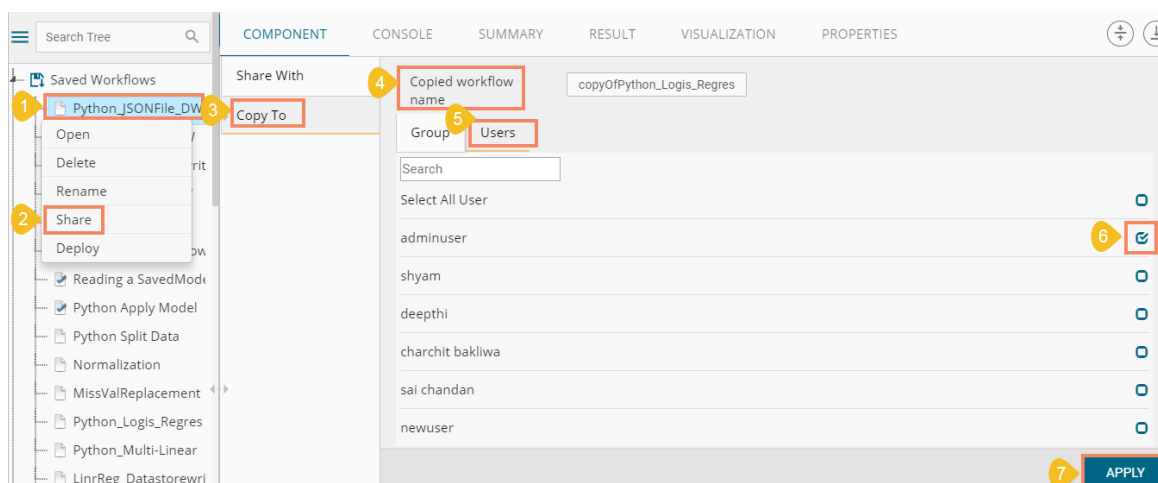 Search Tree
COMPONENT CONSOLE SUMMARY RESULT VISUALIZATION PROPERTIES
Saved Workflows
1 Python_JSONFile_DW
Open
Delete
Rename
2 Share
Deploy
Reading a SavedMode
Python Apply Model
Python Split Data
Normalization
MissValReplacement
Python_Logis_Regres
Python_Multi-Linear
LinrReg_Datastorewri
Share With
3 Copy To
4 Copied workflow name
copyOfPython_Logis_Regres
5
Group Users
Search
Select All User
adminuser 6
shyam
deepthi
charchit bakliwa
sai chandan
newuser
7 APPLY